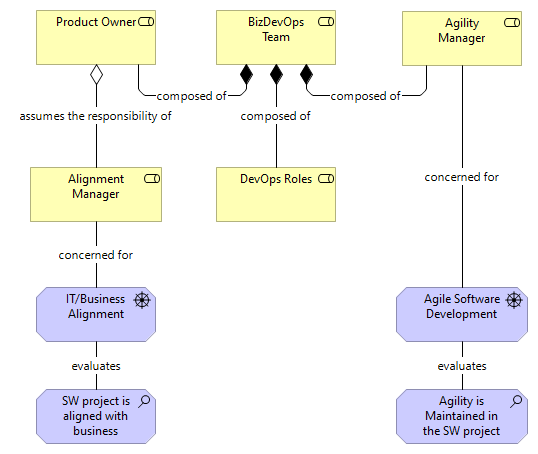 Product Owner
BizDevOps
Team
Agility
Manager
composed of
composed of
assumes the responsibility of
composed of
Alignment
Manager
DevOps Roles
concerned for
concerned for
IT/Business
Alignment
Agile Software
Development
evaluates
evaluates
SW project is
aligned with
business
Agility is
Maintained in
the SW project